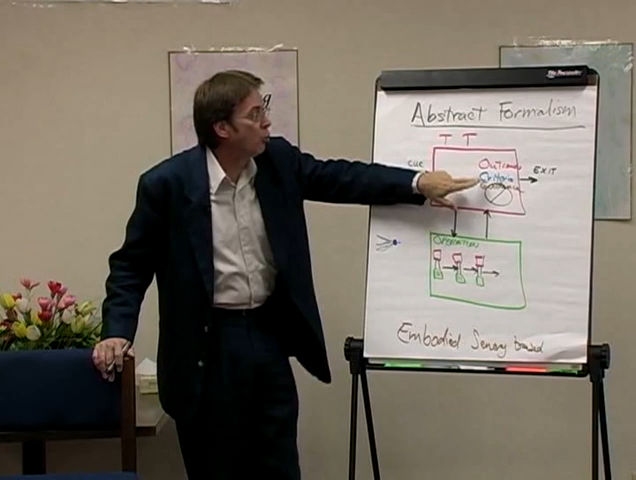 Abstract Formalism
T T
cue
Outcome
Criteria
EXIT
OPERATION
Embodied Sensory based